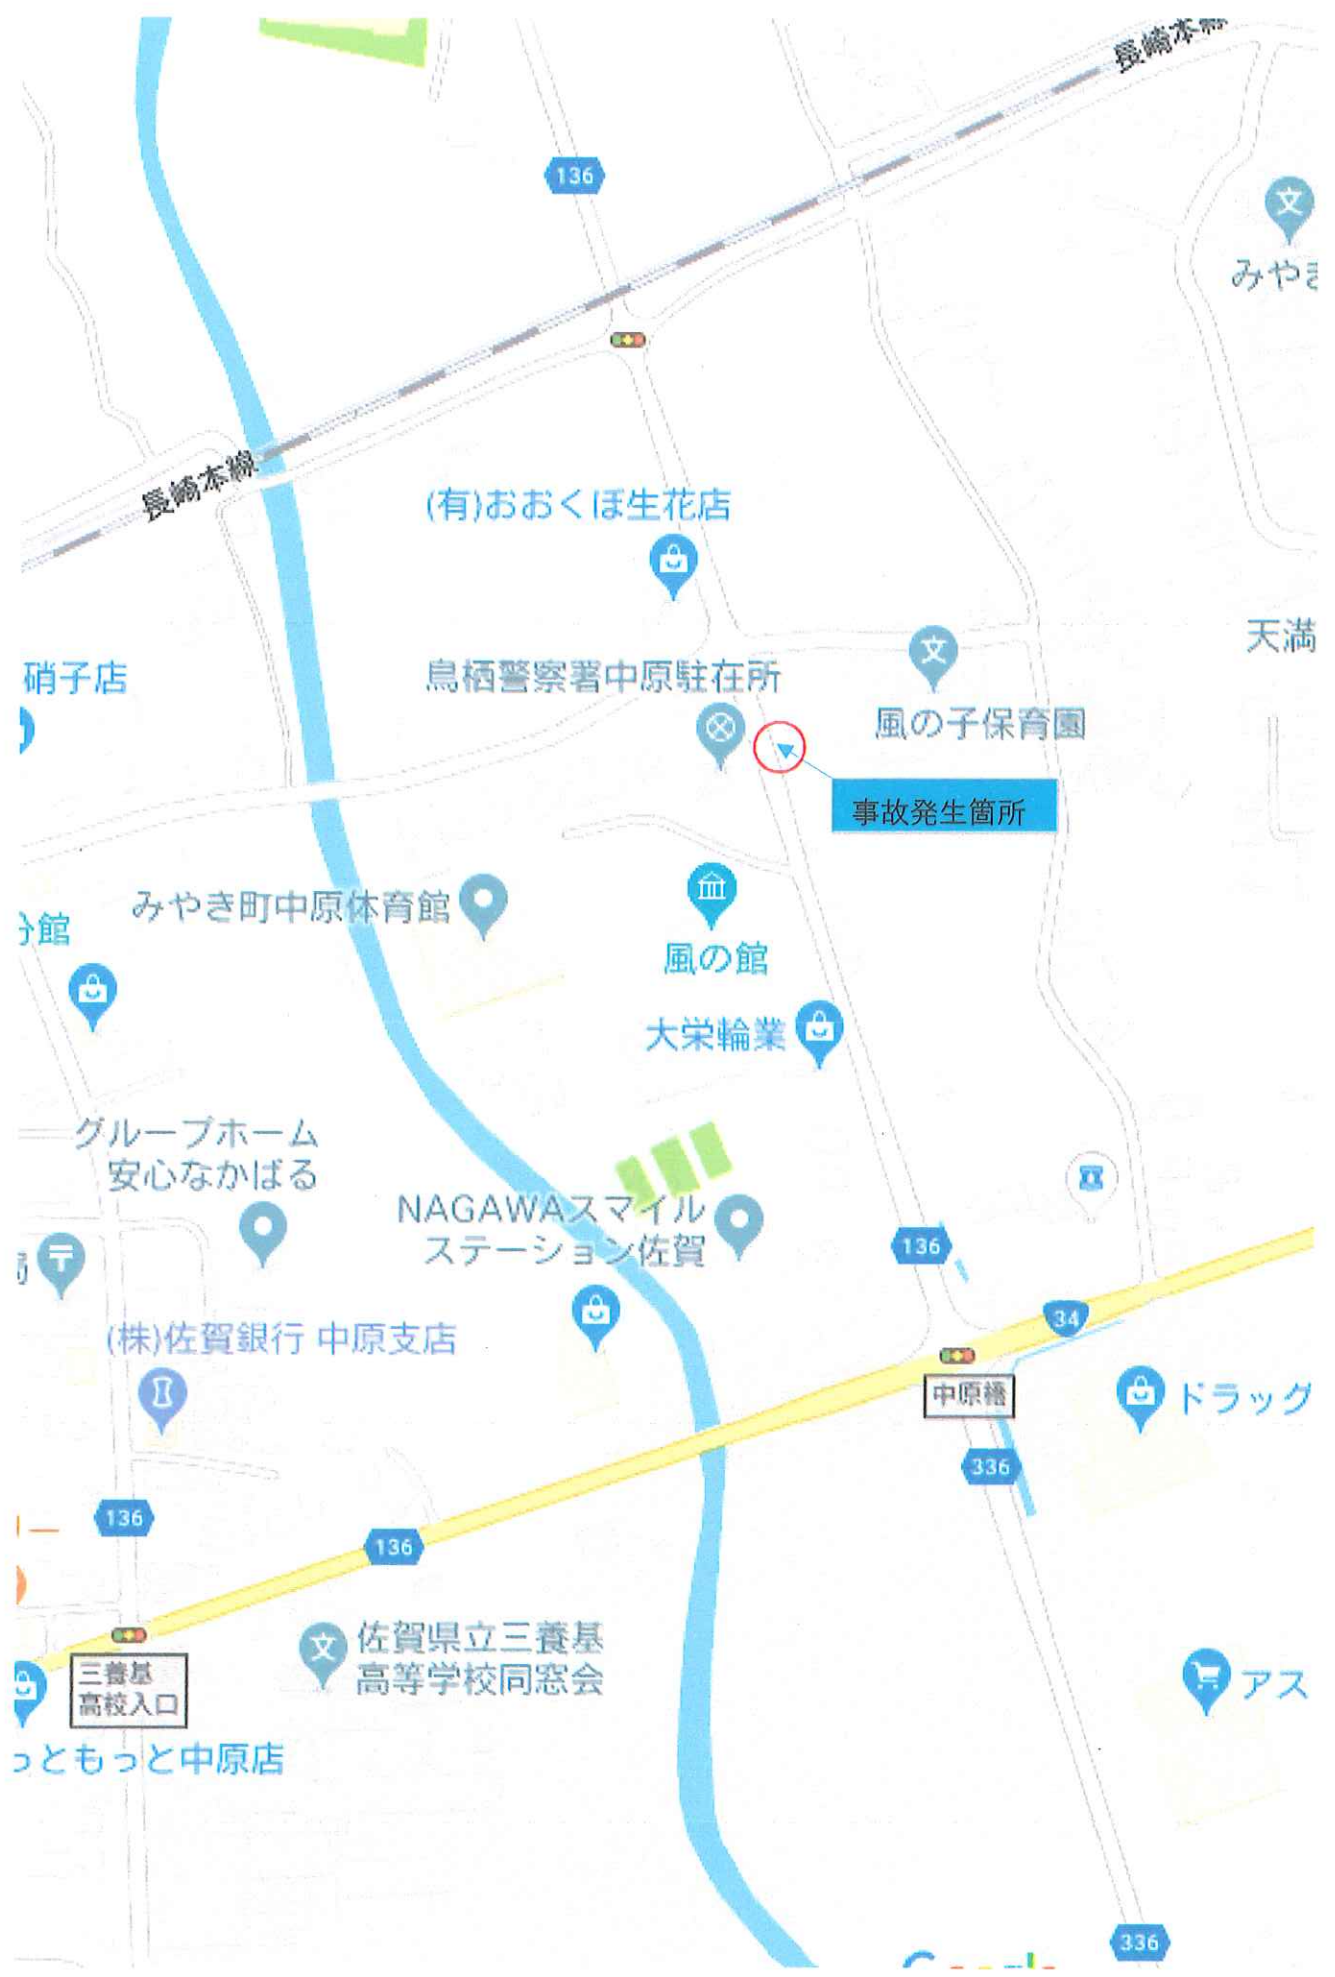 長崎本線
136
みやき
長崎本線
(有)おおくぼ生花店
天満
硝子店
鳥栖警察署中原駐在所
風の子保育園
事故発生箇所
みやき町中原体育館
分館
風の館
大栄輪業
グループホーム
安心なかばる
NAGAWAスマイル
ステーション佐賀
136
〒
34
(株)佐賀銀行 中原支店
中原橋
ドラッグ
336
136
136
佐賀県立三養基
高等学校同窓会
三養基
高校入口
アス
っともっと中原店
336